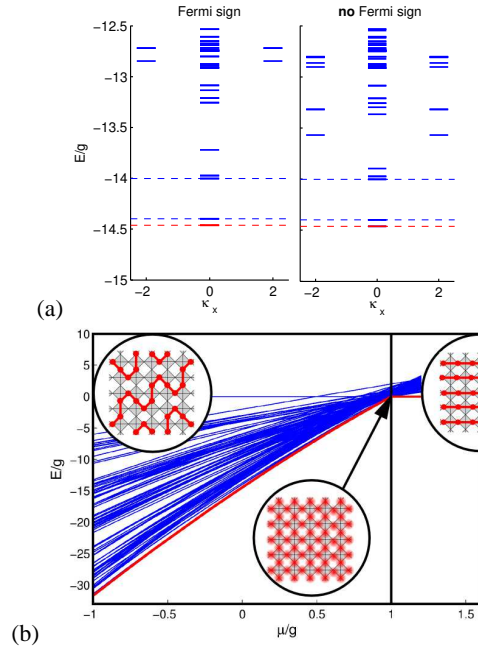 Fermi sign
no Fermi sign
−12.5
−13
−13.5
−14
−14.5
−15
E/g
−2 0 2
−2 0 2
κ x
κ x
(a)
10
5
0
−5
−10
−15
−20
−25
−30
E/g
−1 −0.5 0 0.5 1 1.5
μ/g
(b)